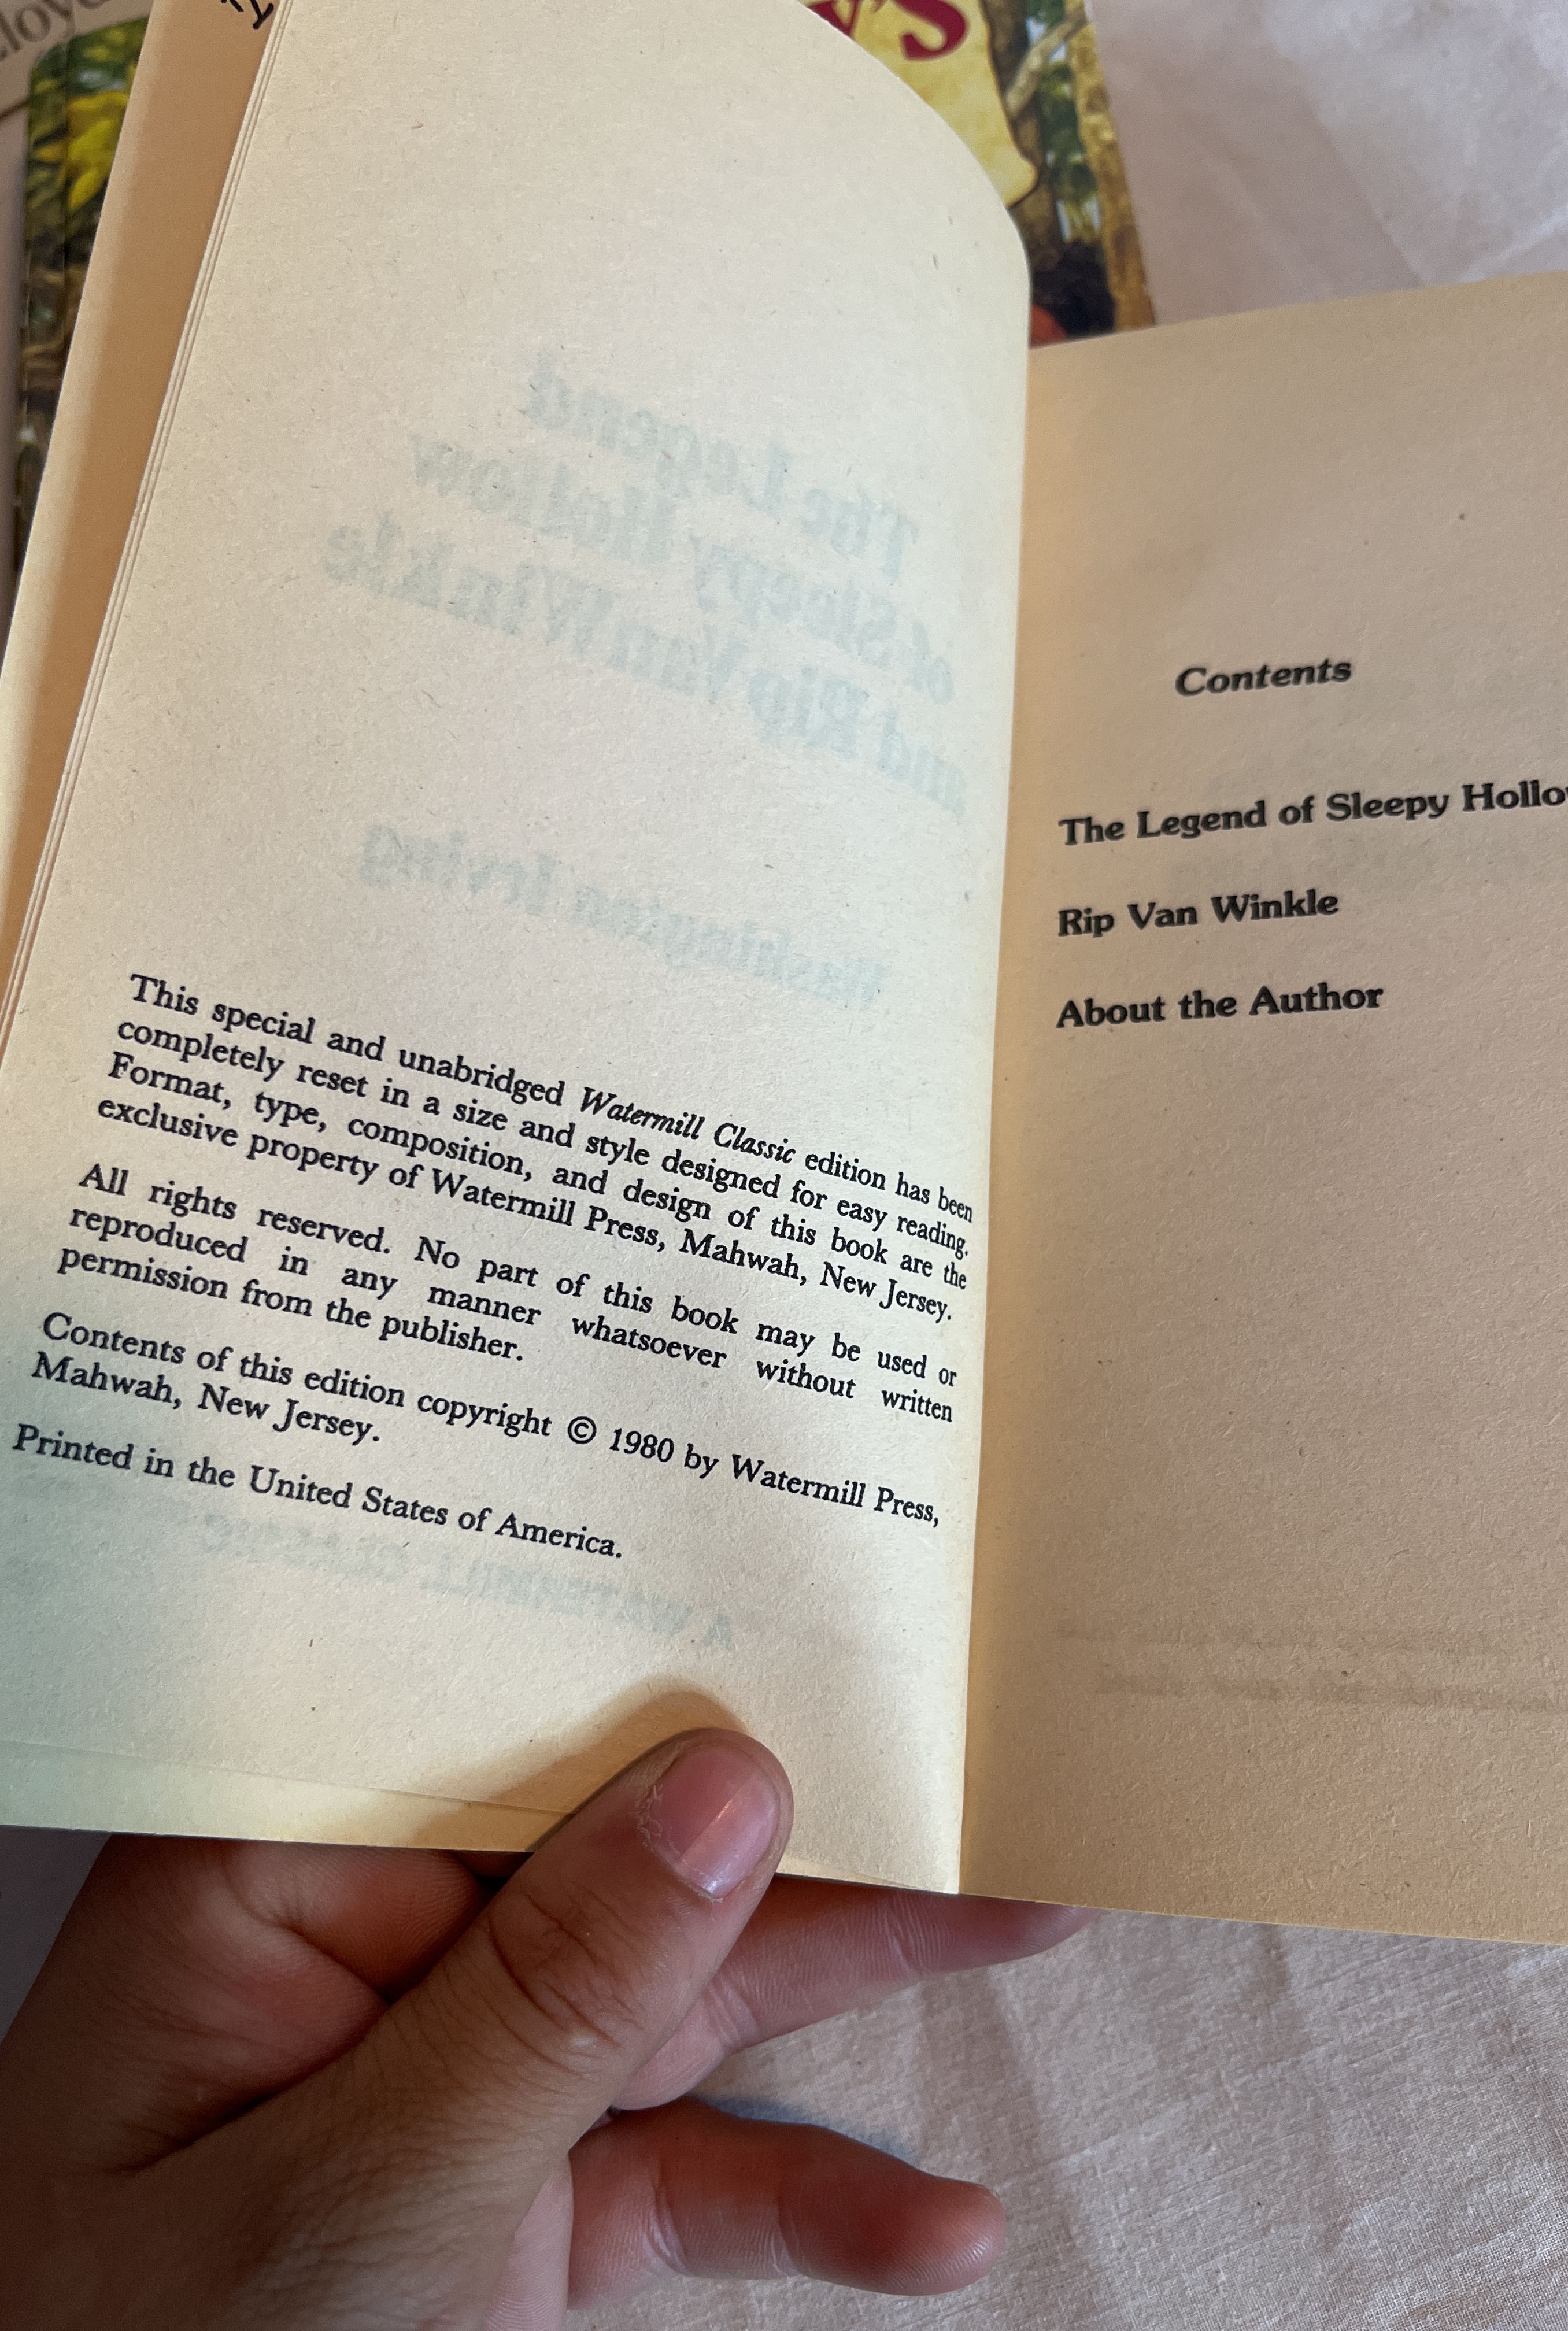 This special and unabridged Watermill Classic edition has been
completely reset in a size and style designed for easy reading.
Format, type, composition, and design of this book are the
exclusive property of Watermill Press, Mahwah, New Jersey.
All rights reserved. No part of this book may be used or
reproduced in any manner whatsoever without written
permission from the publisher.
Contents of this edition copyright © 1980 by Watermill Press,
Mahwah, New Jersey.
Printed in the United States of America.
Contents
The Legend of Sleepy Hollo
Rip Van Winkle
About the Author